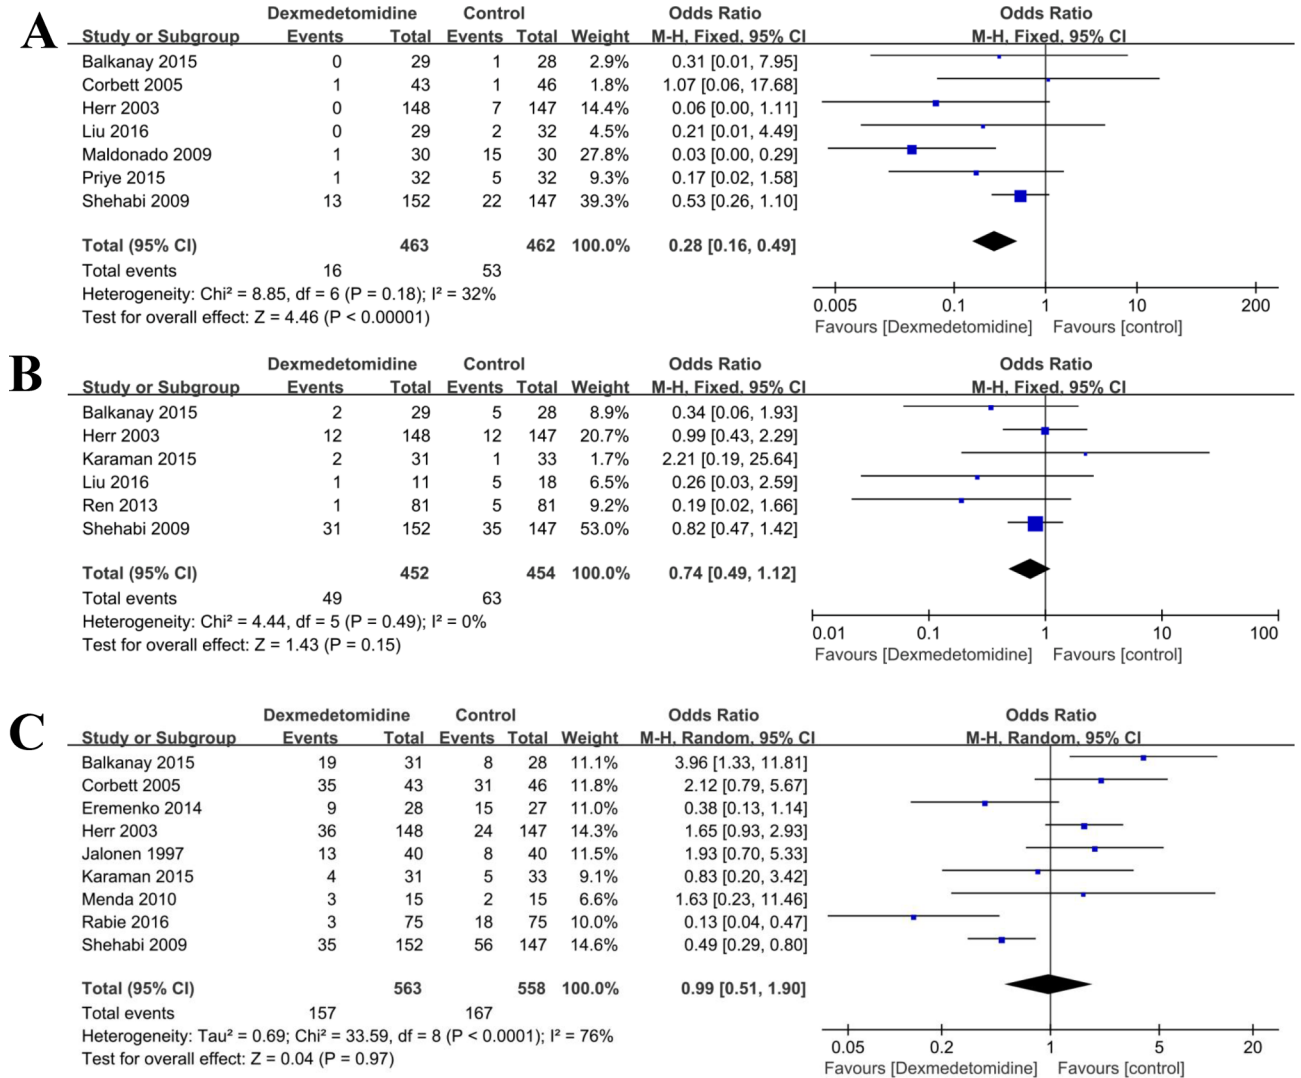 A
Dexmedetomidine Control Odds Ratio Odds Ratio
Study or Subgroup Events Total Events Total Weight M-H, Fixed, 95% CI M-H, Fixed, 95% CI
Balkanay 2015 0 29 1 28 2.9% 0.31 [0.01, 7.95]
Corbett 2005 1 43 1 46 1.8% 1.07 [0.06, 17.68]
Herr 2003 0 148 7 147 14.4% 0.06 [0.00, 1.11]
Liu 2016 0 29 2 32 4.5% 0.21 [0.01, 4.49]
Maldonado 2009 1 30 15 30 27.8% 0.03 [0.00, 0.29]
Priye 2015 1 32 5 32 9.3% 0.17 [0.02, 1.58]
Shehabi 2009 13 152 22 147 39.3% 0.53 [0.26, 1.10]
Total (95% CI) 463 462 100.0% 0.28 [0.16, 0.49]
Total events 16 53
Heterogeneity: Chi² = 8.85, df = 6 (P = 0.18); I² = 32%
Test for overall effect: Z = 4.46 (P < 0.00001)
0.005 0.1 1 10 200
Favours [Dexmedetomidine] Favours [control]
B
Dexmedetomidine Control Odds Ratio Odds Ratio
Study or Subgroup Events Total Events Total Weight M-H, Fixed, 95% CI M-H, Fixed, 95% CI
Balkanay 2015 2 29 5 28 8.9% 0.34 [0.06, 1.93]
Herr 2003 12 148 12 147 20.7% 0.99 [0.43, 2.29]
Karaman 2015 2 31 1 33 1.7% 2.21 [0.19, 25.64]
Liu 2016 1 11 5 18 6.5% 0.26 [0.03, 2.59]
Ren 2013 1 81 5 81 9.2% 0.19 [0.02, 1.66]
Shehabi 2009 31 152 35 147 53.0% 0.82 [0.47, 1.42]
Total (95% CI) 452 454 100.0% 0.74 [0.49, 1.12]
Total events 49 63
Heterogeneity: Chi² = 4.44, df = 5 (P = 0.49); I² = 0%
Test for overall effect: Z = 1.43 (P = 0.15)
0.01 0.1 1 10 100
Favours [Dexmedetomidine] Favours [control]
C
Dexmedetomidine Control Odds Ratio Odds Ratio
Study or Subgroup Events Total Events Total Weight M-H, Random, 95% CI M-H, Random, 95% CI
Balkanay 2015 19 31 8 28 11.1% 3.96 [1.33, 11.81]
Corbett 2005 35 43 31 46 11.8% 2.12 [0.79, 5.67]
Eremenko 2014 9 28 15 27 11.0% 0.38 [0.13, 1.14]
Herr 2003 36 148 24 147 14.3% 1.65 [0.93, 2.93]
Jalonen 1997 13 40 8 40 11.5% 1.93 [0.70, 5.33]
Karaman 2015 4 31 5 33 9.1% 0.83 [0.20, 3.42]
Menda 2010 3 15 2 15 6.6% 1.63 [0.23, 11.46]
Rabie 2016 3 75 18 75 10.0% 0.13 [0.04, 0.47]
Shehabi 2009 35 152 56 147 14.6% 0.49 [0.29, 0.80]
Total (95% CI) 563 558 100.0% 0.99 [0.51, 1.90]
Total events 157 167
Heterogeneity: Tau² = 0.69; Chi² = 33.59, df = 8 (P < 0.0001); I² = 76%
Test for overall effect: Z = 0.04 (P = 0.97)
0.05 0.2 1 5 20
Favours [Dexmedetomidine] Favours [control]